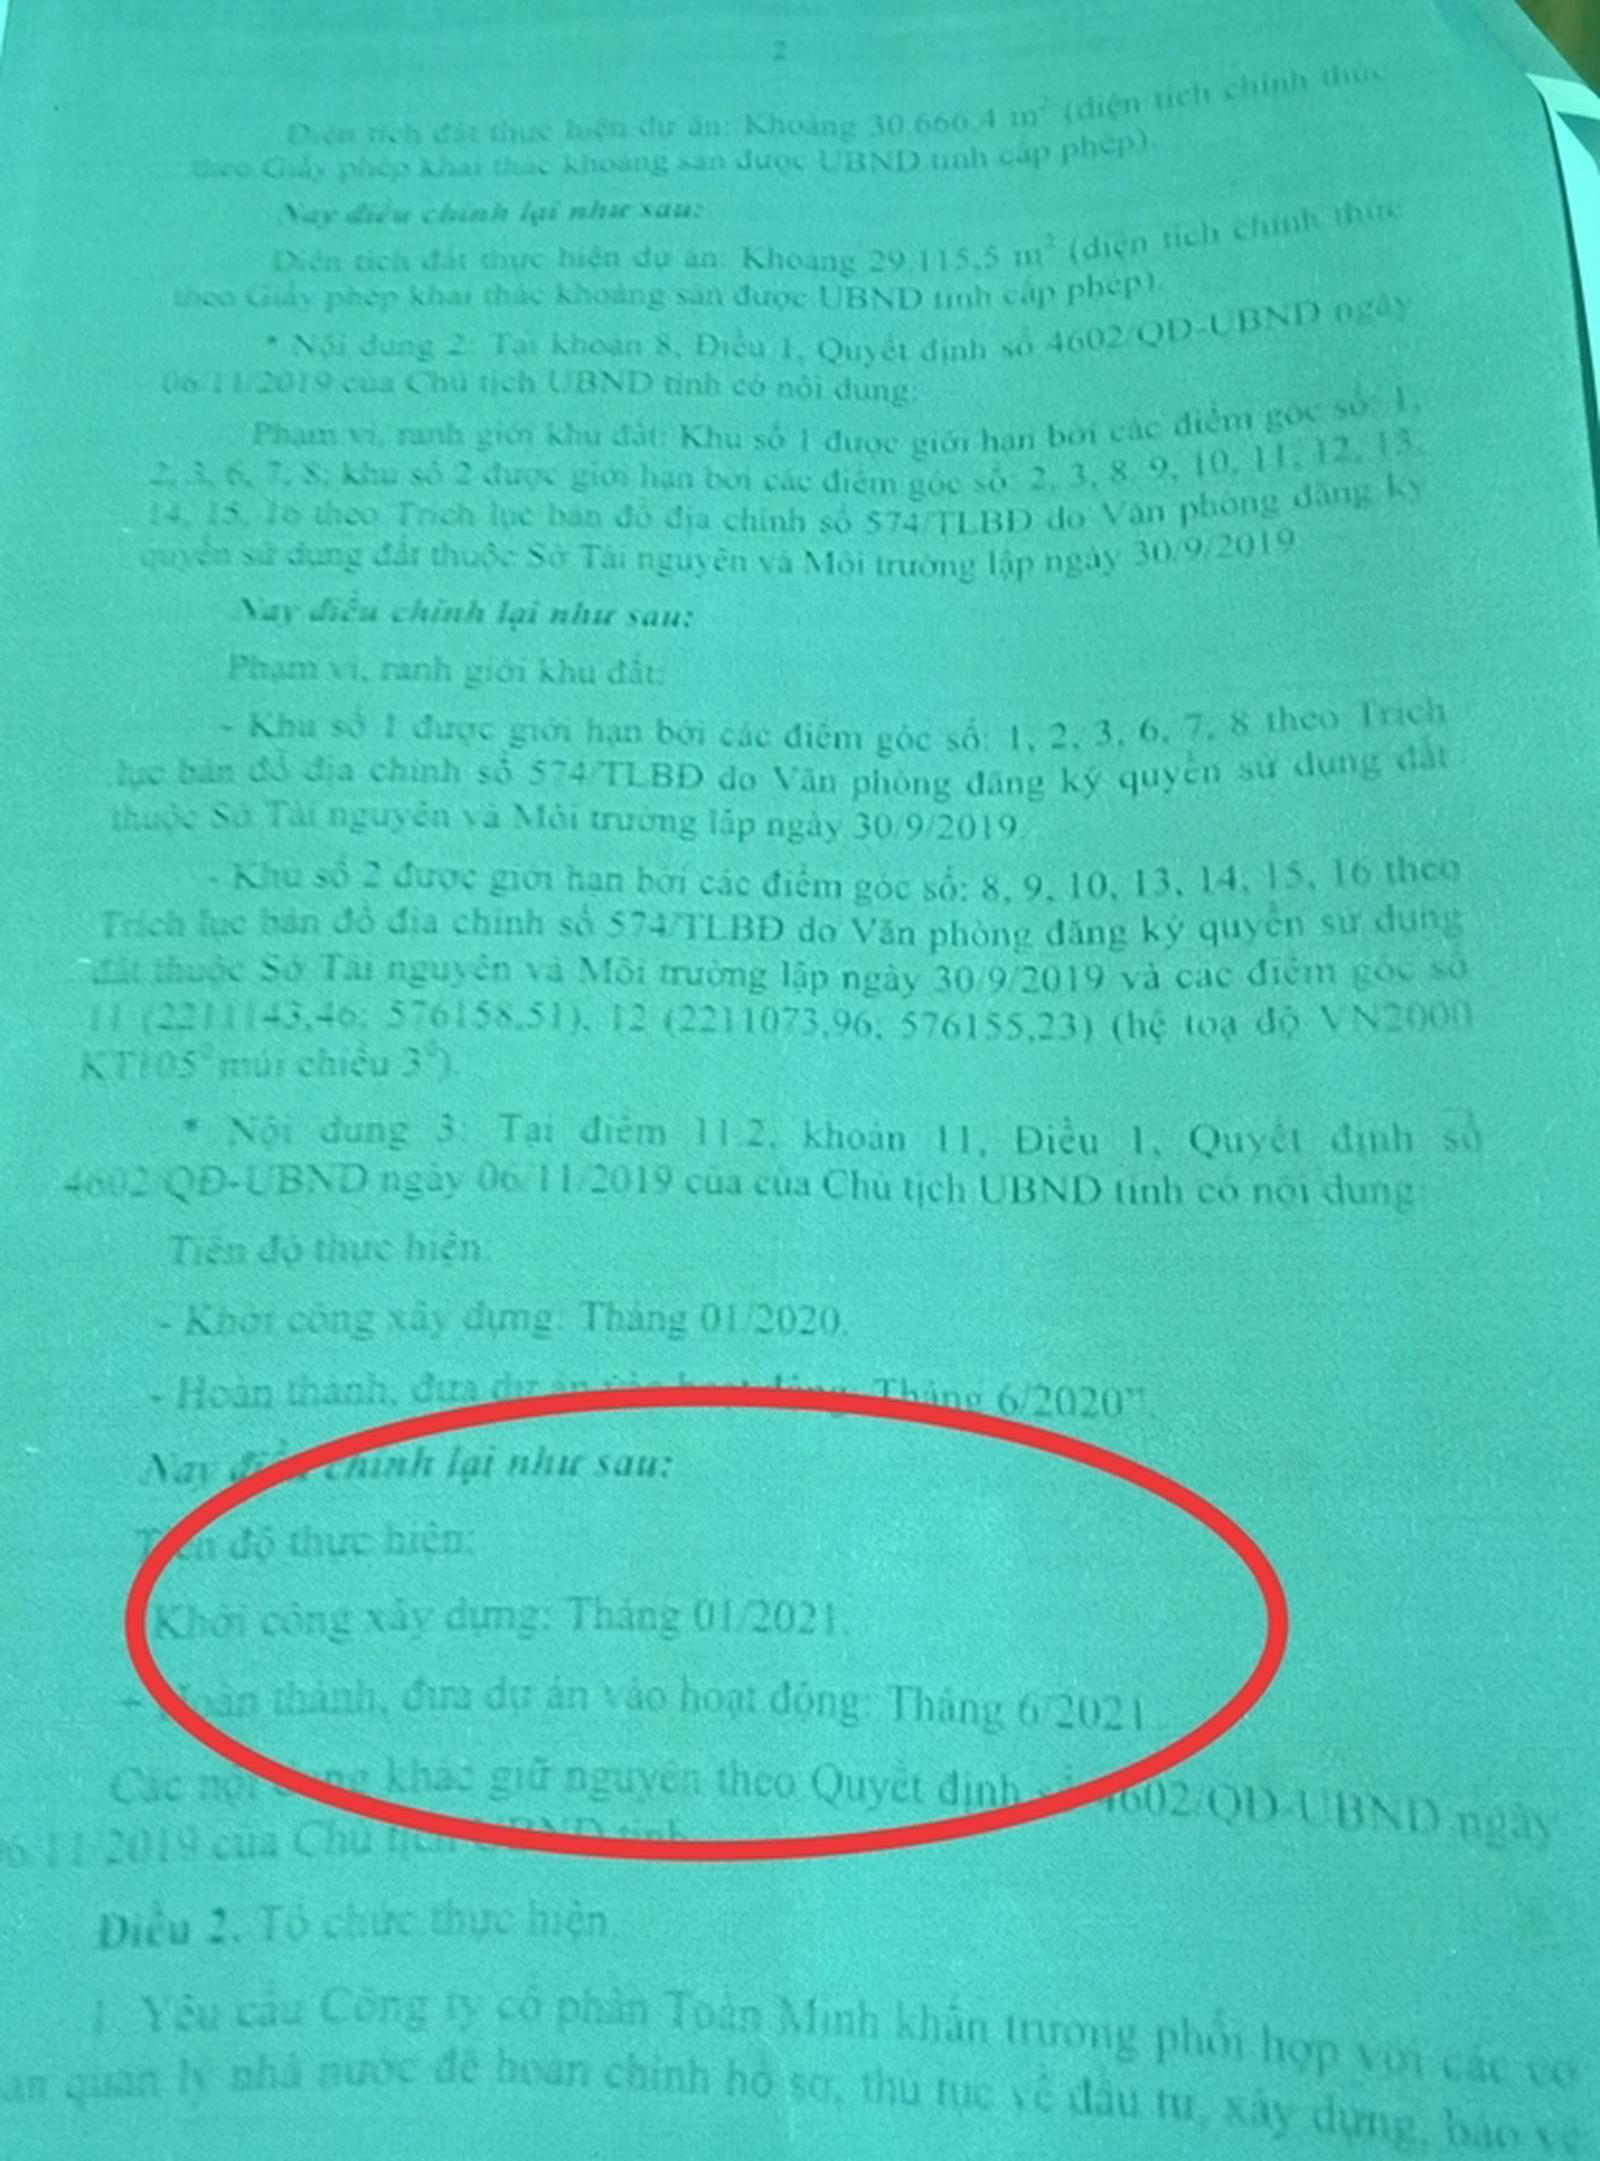 2
Diện tích đất thực hiện dự án: Khoảng 30.660,4 m² (diện tích chính thức
theo Giấy phép khai thác khoáng sản được UBND tỉnh cấp phép).
Nay điều chỉnh lại như sau:
Diện tích đất thực hiện dự án: Khoảng 29.115,5 m² (diện tích chính thức
theo Giấy phép khai thác khoáng sản được UBND tỉnh cấp phép).
* Nội dung 2: Tại khoản 8, Điều 1, Quyết định số 4602/QĐ-UBND ngày
06/11/2019 của Chủ tịch UBND tỉnh có nội dung:
Phạm vi, ranh giới khu đất: Khu số 1 được giới hạn bởi các điểm góc số: 1,
2, 3, 6, 7, 8; khu số 2 được giới hạn bởi các điểm góc số: 2, 3, 8, 9, 10, 11, 12, 13,
14, 15, 16 theo Trích lục bản đồ địa chính số 574/TLBĐ do Văn phòng đăng ký
quyền sử dụng đất thuộc Sở Tài nguyên và Môi trường lập ngày 30/9/2019
Nay điều chỉnh lại như sau:
Phạm vi, ranh giới khu đất:
- Khu số 1 được giới hạn bởi các điểm góc số: 1, 2, 3, 6, 7, 8 theo Trích
lục bản đồ địa chính số 574/TLBĐ do Văn phòng đăng ký quyền sử dụng đất
thuộc Sở Tài nguyên và Môi trường lập ngày 30/9/2019.
- Khu số 2 được giới hạn bởi các điểm góc số: 8, 9, 10, 13, 14, 15, 16 theo
Trích lục bản đồ địa chính số 574/TLBĐ do Văn phòng đăng ký quyền sử dụng
đất thuộc Sở Tài nguyên và Môi trường lập ngày 30/9/2019 và các điểm góc số
11 (2211143,46; 576158,51), 12 (2211073,96; 576155,23) (hệ toạ độ VN2000
KT105° múi chiếu 3°).
* Nội dung 3: Tại điểm 11.2, khoản 11, Điều 1, Quyết định số
4602/QĐ-UBND ngày 06/11/2019 của của Chủ tịch UBND tỉnh có nội dung:
Tiến độ thực hiện:
- Khởi công xây dựng: Tháng 01/2020.
- Hoàn thành, đưa dự án vào hoạt động: Tháng 6/2020".
Nay điều chỉnh lại như sau:
Tiến độ thực hiện:
Khởi công xây dựng: Tháng 01/2021.
- Hoàn thành, đưa dự án vào hoạt động: Tháng 6/2021.
Các nội dung khác giữ nguyên theo Quyết định số 4602/QĐ-UBND ngày
06/11/2019 của Chủ tịch UBND tỉnh.
Điều 2. Tổ chức thực hiện.
1. Yêu cầu Công ty cổ phần Toàn Minh khẩn trương phối hợp với các cơ
quản lý nhà nước để hoàn chỉnh hồ sơ, thủ tục về đầu tư, xây dựng, bảo vệ